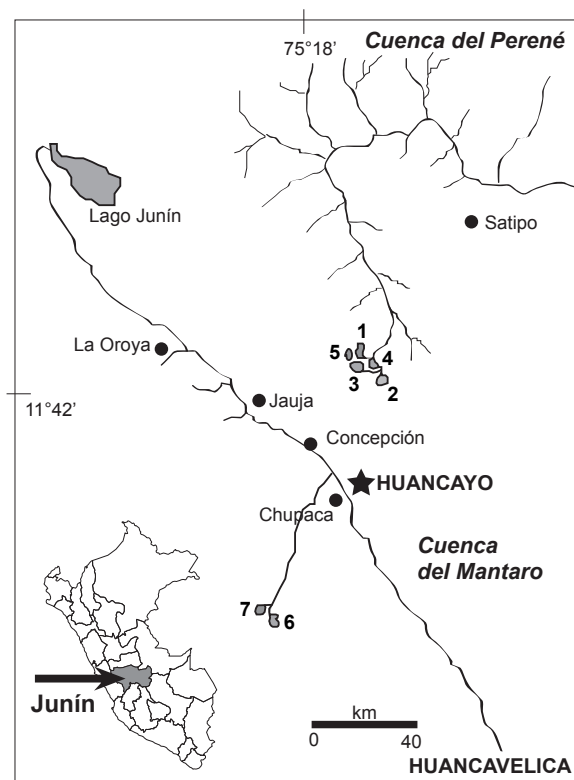 Cuenca del Perené
75°18’
Lago Junín
Satipo
La Oroya
1
5
4
3
2
11°42’
Jauja
Concepción
HUANCAYO
Chupaca
Cuenca
del Mantaro
7
6
Junín
km
0 40
HUANCAVELICA